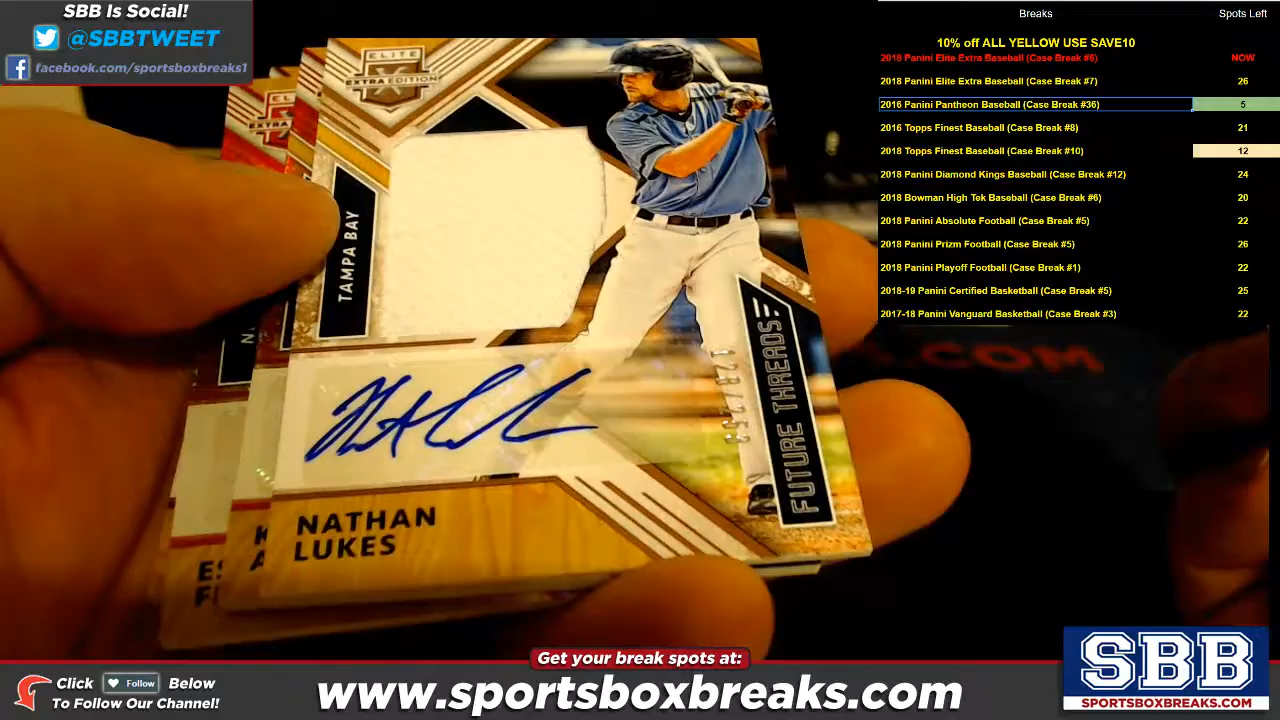 SBB Is Social!
@SBBTWEET
facebook.com/sportsboxbreaks1
Breaks Spots Left
10% off ALL YELLOW USE SAVE10
2018 Panini Elite Extra Baseball (Case Break #6) NOW
2018 Panini Elite Extra Baseball (Case Break #7) 26
2016 Panini Pantheon Baseball (Case Break #36) 5
2016 Topps Finest Baseball (Case Break #8) 21
2018 Topps Finest Baseball (Case Break #10) 12
2018 Panini Diamond Kings Baseball (Case Break #12) 24
2018 Bowman High Tek Baseball (Case Break #6) 20
2018 Panini Absolute Football (Case Break #5) 22
2018 Panini Prizm Football (Case Break #5) 26
2018 Panini Playoff Football (Case Break #1) 22
2018-19 Panini Certified Basketball (Case Break #5) 25
2017-18 Panini Vanguard Basketball (Case Break #3) 22
ELITE
EXTRA EDITION
TAMPA BAY
FUTURE THREADS
NATHAN
LUKES
Get your break spots at:
Click Follow Below
To Follow Our Channel!
www.sportsboxbreaks.com
SBB
SPORTSBOXBREAKS.COM